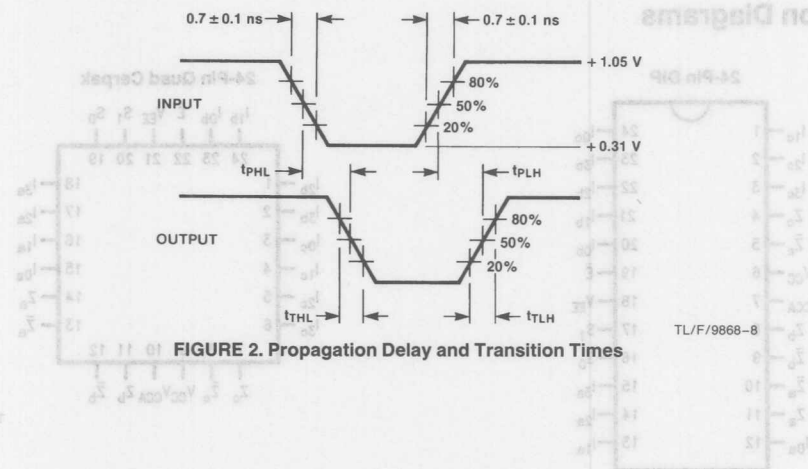 0.7 ± 0.1 ns
0.7 ± 0.1 ns
+ 1.05 V
80%
INPUT
50%
20%
+ 0.31 V
tPHL
tPLH
80%
OUTPUT
50%
20%
tTHL
tTLH
TL/F/9868–8
FIGURE 2. Propagation Delay and Transition Times
on Diagrams
24-Pin DIP
24-Pin Quad Cerpak